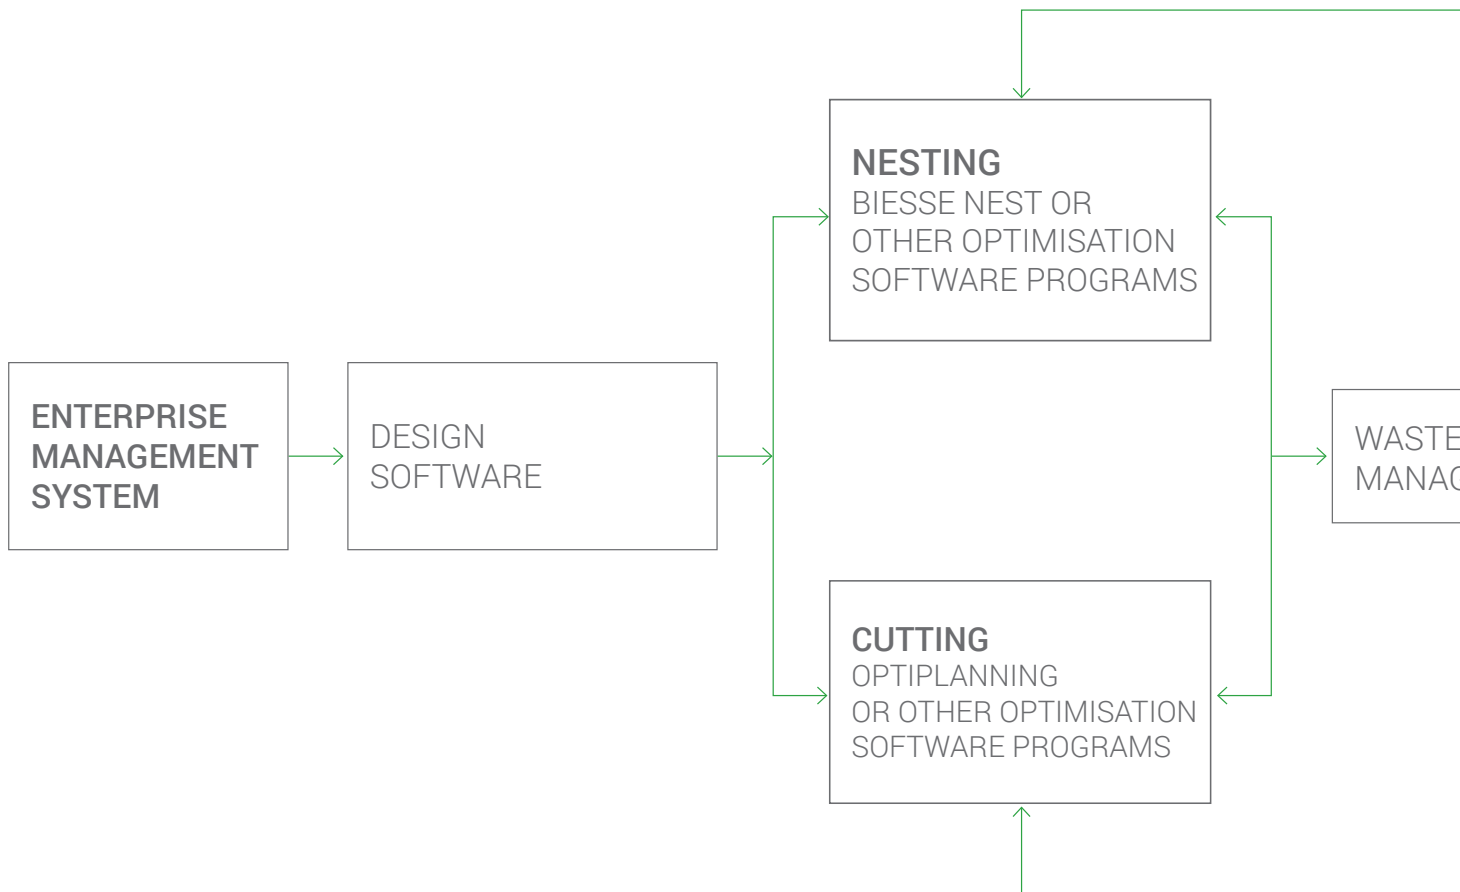 NESTING
BIESSE NEST OR
OTHER OPTIMISATION
SOFTWARE PROGRAMS
ENTERPRISE
MANAGEMENT
SYSTEM
DESIGN
SOFTWARE
WASTE
CUTTING
OPTIPLANNING
OR OTHER OPTIMISATION
SOFTWARE PROGRAMS